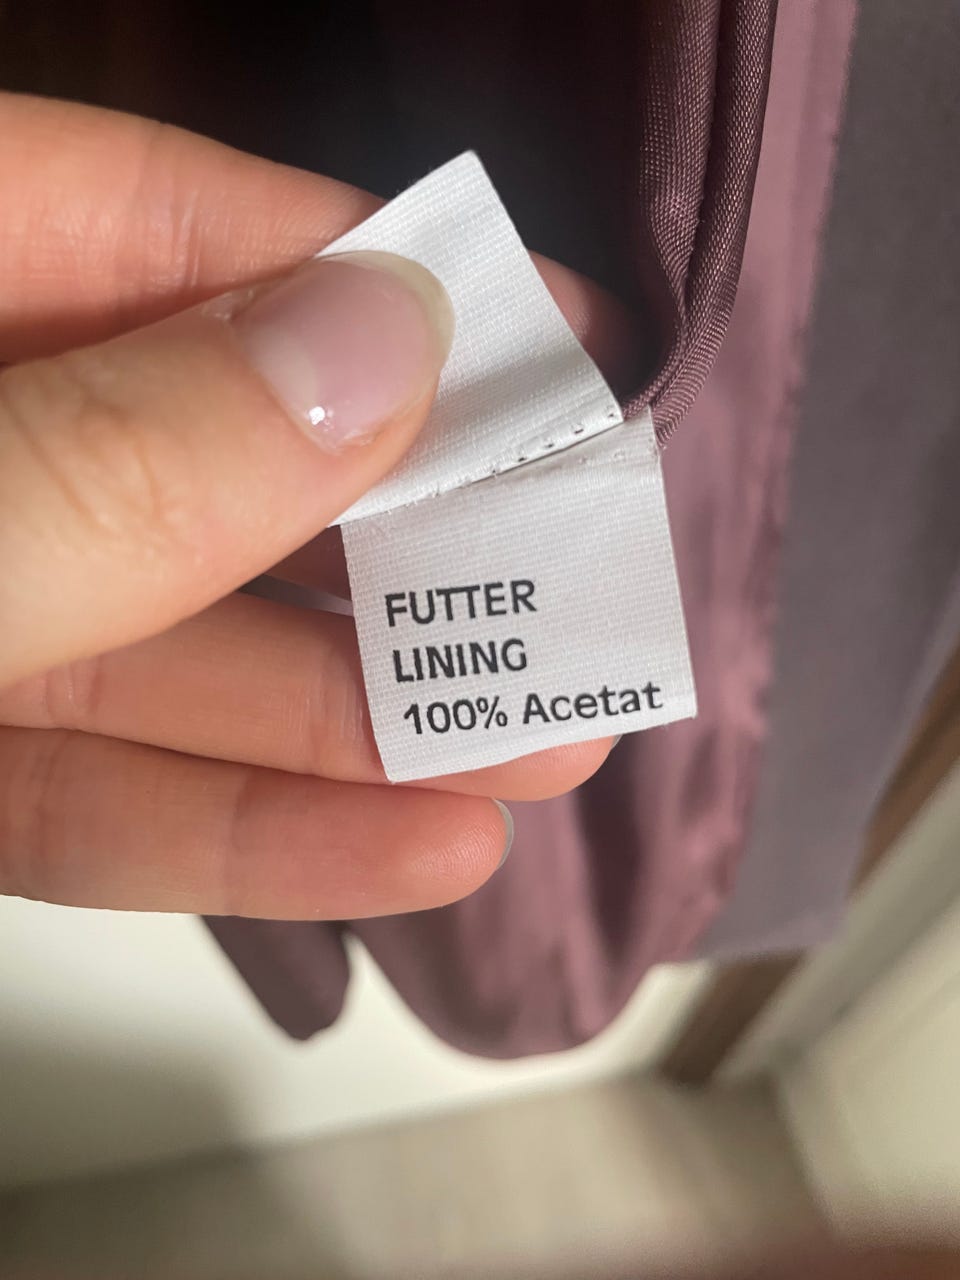 FUTTER
LINING
100% Acetat